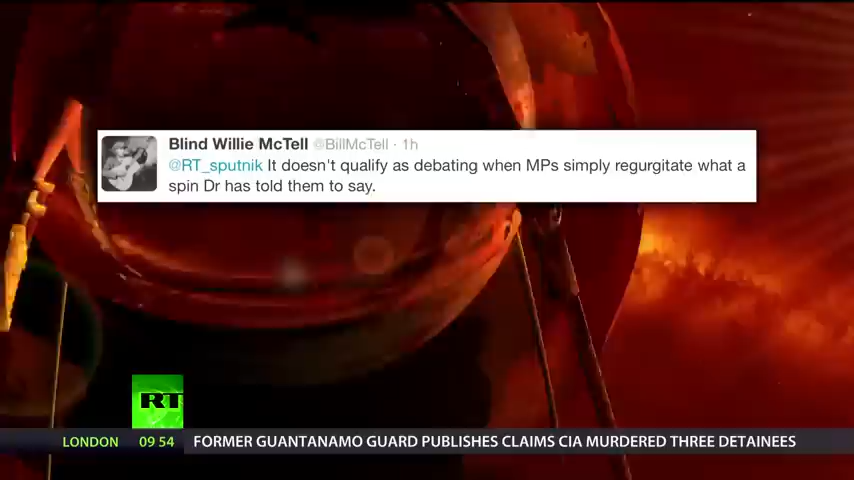 Blind Willie McTell @BillMcTell · 1h
@RT_sputnik It doesn't qualify as debating when MPs simply regurgitate what a
spin Dr has told them to say.
RT
LONDON 09 54 FORMER GUANTANAMO GUARD PUBLISHES CLAIMS CIA MURDERED THREE DETAINEES